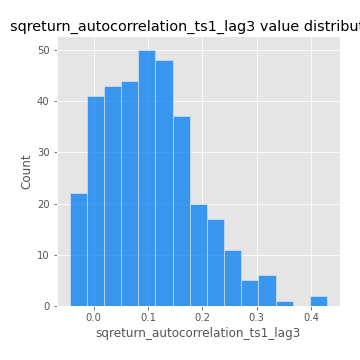 sqreturn_autocorrelation_ts1_lag3 value distribut
50
40
30
20
10
0
Count
0.0 0.1 0.2 0.3 0.4
sqreturn_autocorrelation_ts1_lag3